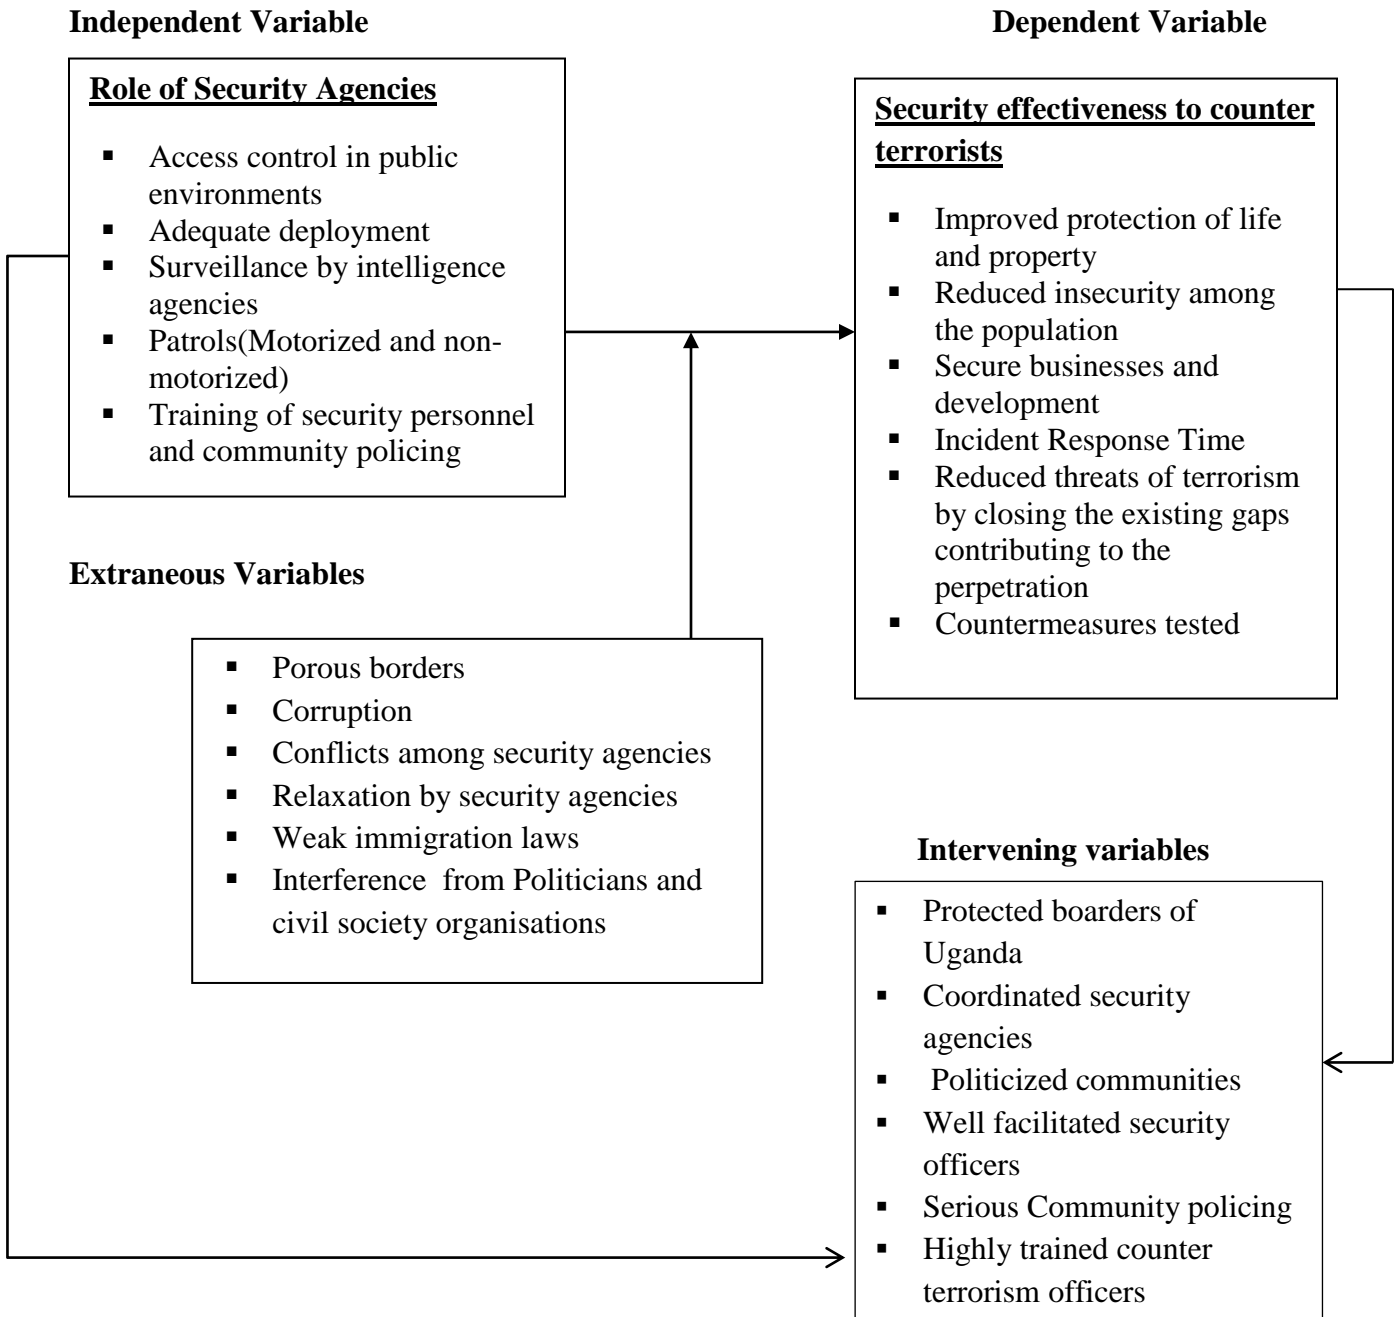 Independent Variable
Role of Security Agencies
▪ Access control in public
environments
▪ Adequate deployment
▪ Surveillance by intelligence
agencies
▪ Patrols(Motorized and non-
motorized)
▪ Training of security personnel
and community policing
Dependent Variable
Security effectiveness to counter
terrorists
▪ Improved protection of life
and property
▪ Reduced insecurity among
the population
▪ Secure businesses and
development
▪ Incident Response Time
▪ Reduced threats of terrorism
by closing the existing gaps
contributing to the
perpetration
▪ Countermeasures tested
Extraneous Variables
▪ Porous borders
▪ Corruption
▪ Conflicts among security agencies
▪ Relaxation by security agencies
▪ Weak immigration laws
▪ Interference from Politicians and
civil society organisations
Intervening variables
▪ Protected boarders of
Uganda
▪ Coordinated security
agencies
▪ Politicized communities
▪ Well facilitated security
officers
▪ Serious Community policing
▪ Highly trained counter
terrorism officers